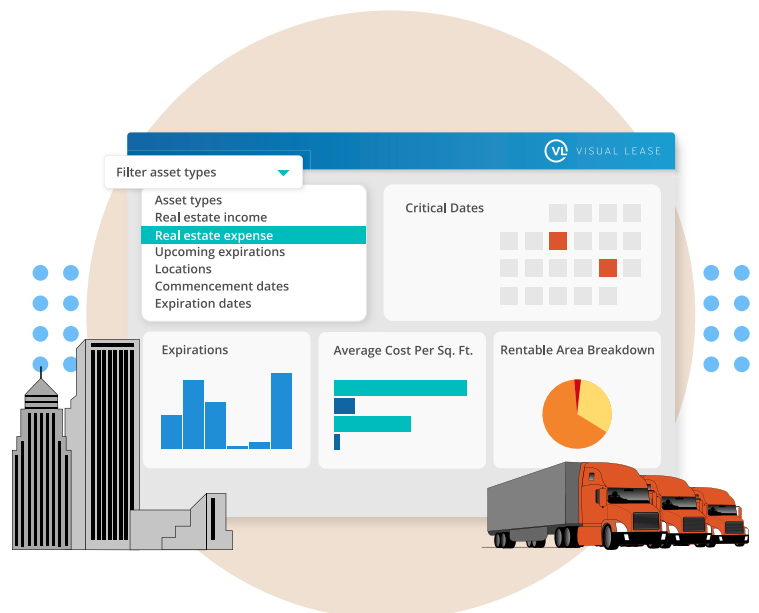 VL VISUAL LEASE
Filter asset types
Asset types
Real estate income
Real estate expense
Upcoming expirations
Locations
Commencement dates
Expiration dates
Critical Dates
Expirations
Average Cost Per Sq. Ft.
Rentable Area Breakdown